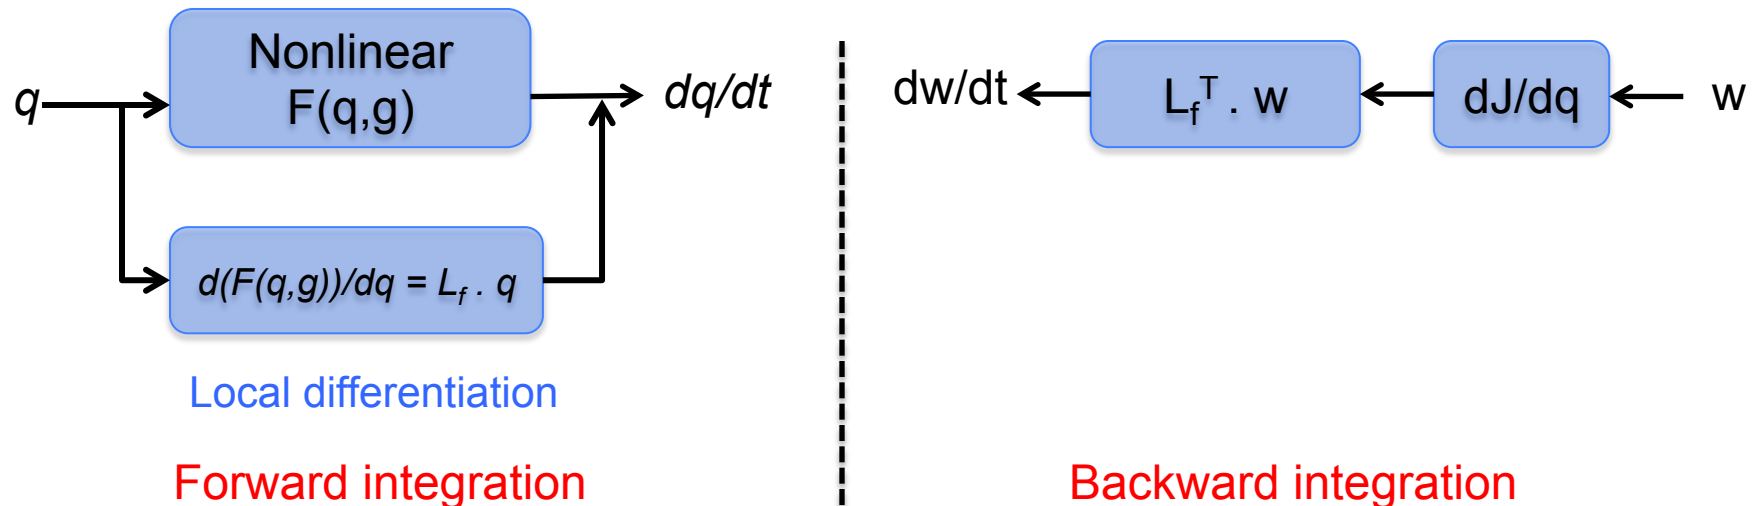 Nonlinear
F(q,g)
q
dq/dt
d(F(q,g))/dq = L_f . q
Local differentiation
Forward integration
dw/dt
L_f^T . w
dJ/dq
w
Backward integration